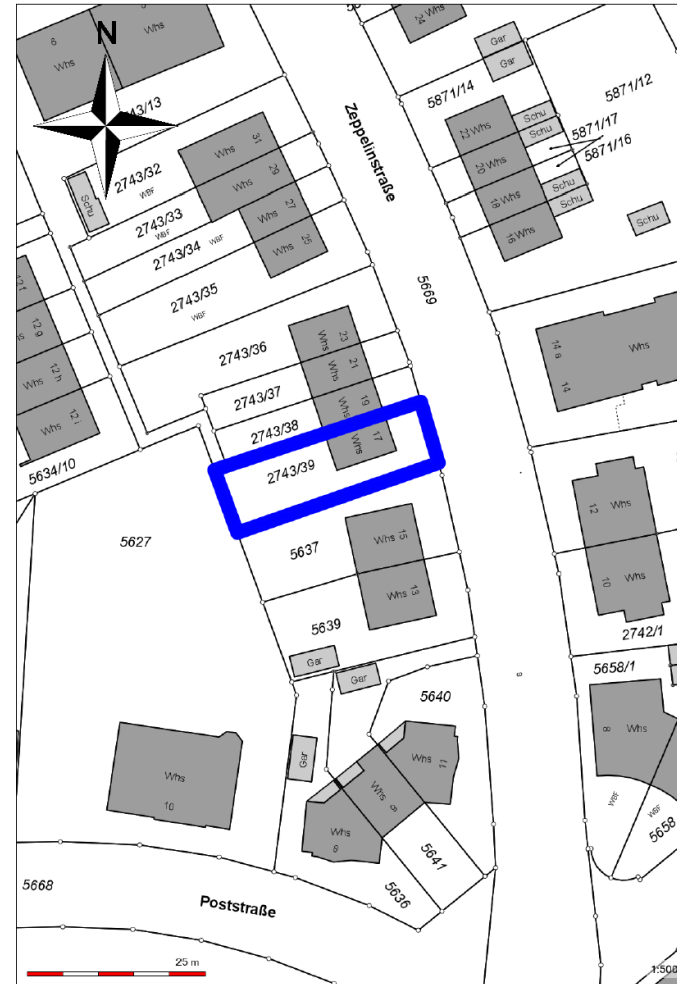 N
6
Whs
Whs
24 Whs
Gar
Gar
Zeppelinstraße
5871/14
5871/12
22 Whs
Schu
Schu
5871/17
5871/16
20 Whs
18 Whs
16 Whs
Schu
Schu
Schu
2743/32
WBF
Schu
Whs 31
Whs 29
Whs 27
Whs 25
2743/33
WBF
2743/34
WBF
2743/35
WBF
5669
12 f
12 g
Whs 12 h
Whs 12 i
2743/36
Whs 23
Whs 21
Whs 19
Whs 17
2743/37
2743/38
2743/39
14 a
14
Whs
5634/10
5627
5637
Whs 15
Whs 13
12 Whs
10 Whs
5639
Gar
Gar
2742/1
5658/1
5640
8 Whs
Whs 11
Gar
Whs
10
Whs
Whs
WBF
WBF
5658
5641
5636
5668
Poststraße
25 m
1:500